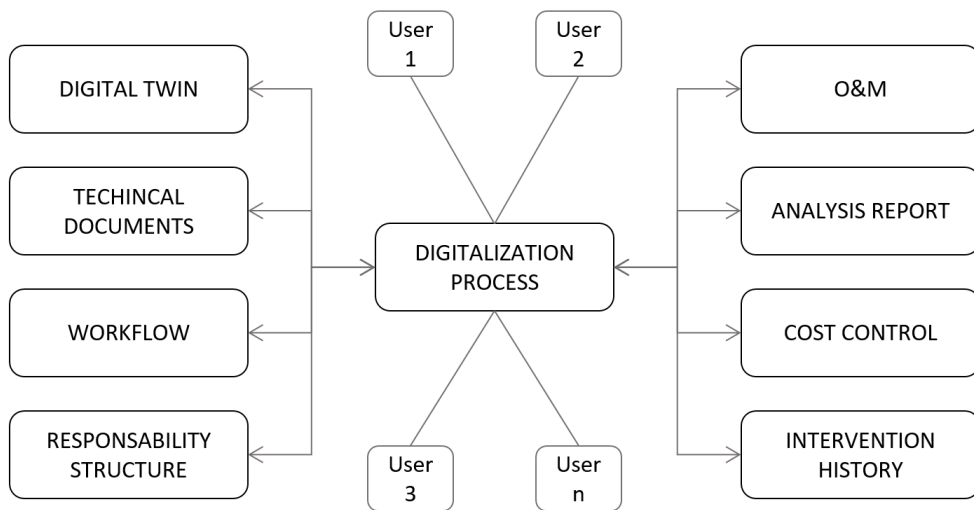 User
1
User
2
DIGITAL TWIN
O&M
TECHINCAL
DOCUMENTS
ANALYSIS REPORT
DIGITALIZATION
PROCESS
WORKFLOW
COST CONTROL
RESPONSABILITY
STRUCTURE
INTERVENTION
HISTORY
User
3
User
n